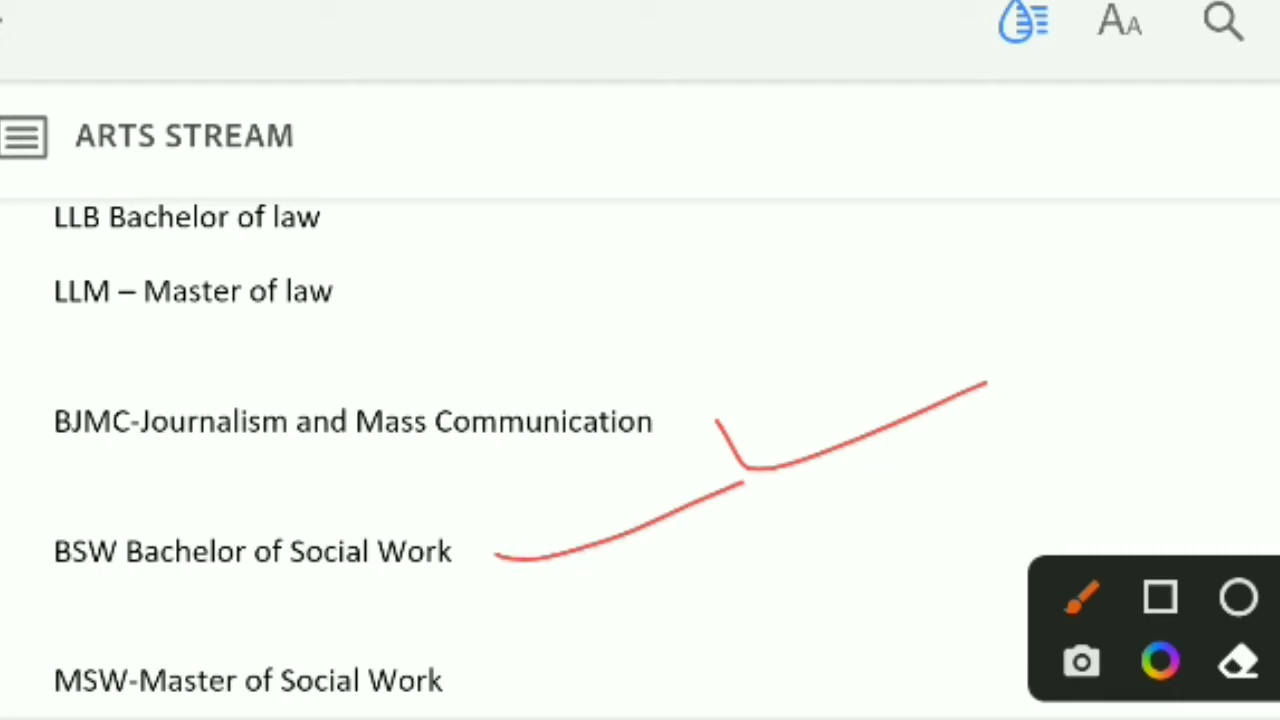 AA
ARTS STREAM
LLB Bachelor of law
LLM – Master of law
BJMC-Journalism and Mass Communication
BSW Bachelor of Social Work
MSW-Master of Social Work